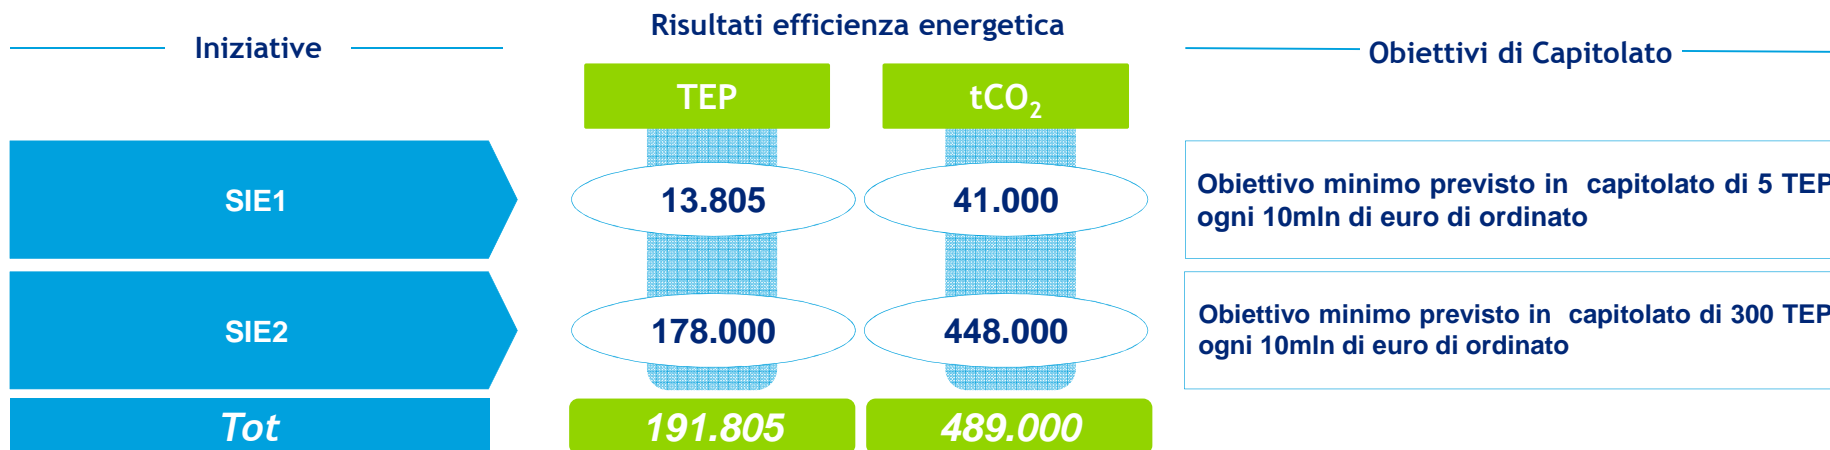 Iniziative
Risultati efficienza energetica
Obiettivi di Capitolato
TEP
tCO₂
SIE1
13.805
41.000
Obiettivo minimo previsto in capitolato di 5 TEP
ogni 10mln di euro di ordinato
SIE2
178.000
448.000
Obiettivo minimo previsto in capitolato di 300 TEP
ogni 10mln di euro di ordinato
Tot
191.805
489.000